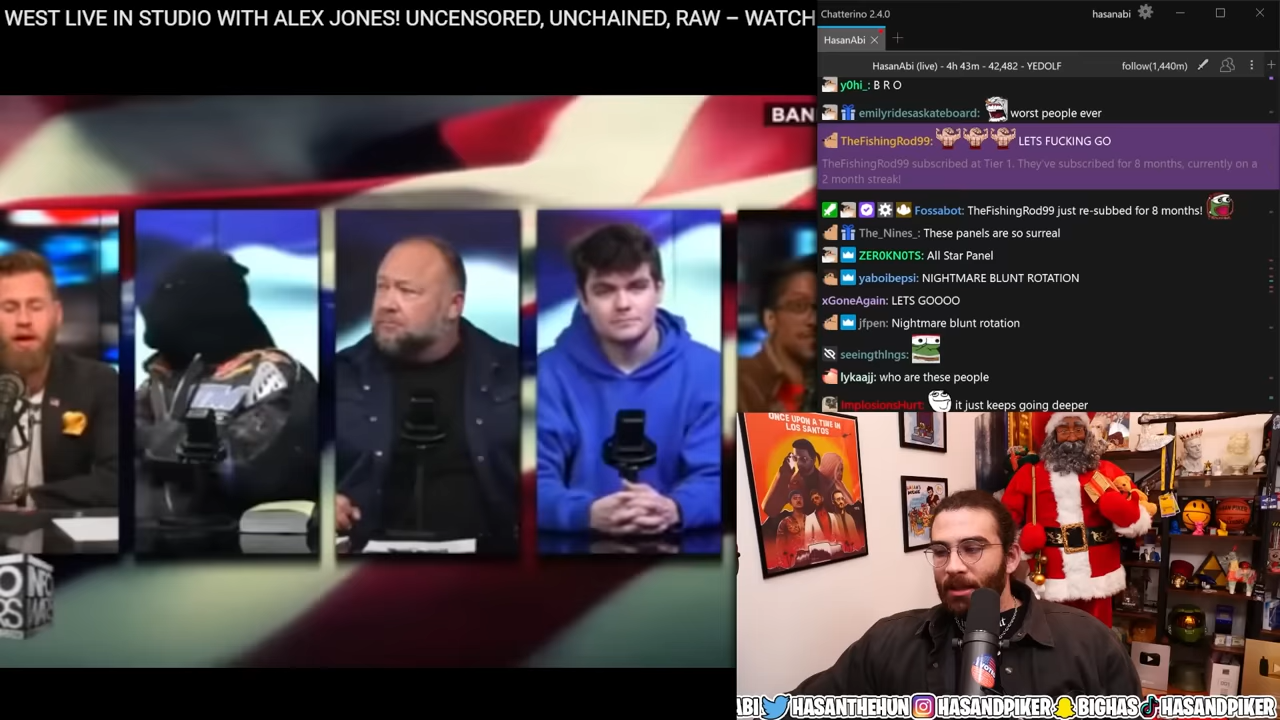 WEST LIVE IN STUDIO WITH ALEX JONES! UNCENSORED, UNCHAINED, RAW – WATCH
BAN
Chatterino 2.4.0
hasanabi
HasanAbi
HasanAbi (live) - 4h 43m - 42,482 - YEDOLF
follow(1,440m)
y0hi_: B R O
emilyridesaskateboard: worst people ever
TheFishingRod99: LETS FUCKING GO
TheFishingRod99 subscribed at Tier 1. They've subscribed for 8 months, currently on a
2 month streak!
Fossabot: TheFishingRod99 just re-subbed for 8 months!
The_Nines_: These panels are so surreal
ZER0KN0TS: All Star Panel
yaboibepsi: NIGHTMARE BLUNT ROTATION
xGoneAgain: LETS GOOOO
jfpen: Nightmare blunt rotation
seeingthlngs:
lykaajj: who are these people
ImplosionsHurt: it just keeps going deeper
ONCE UPON A TIME IN
LOS SANTOS
INFO
WARS
ABI HASANTHEHUN HASANDPIKER BIGHAS HASANDPIKER